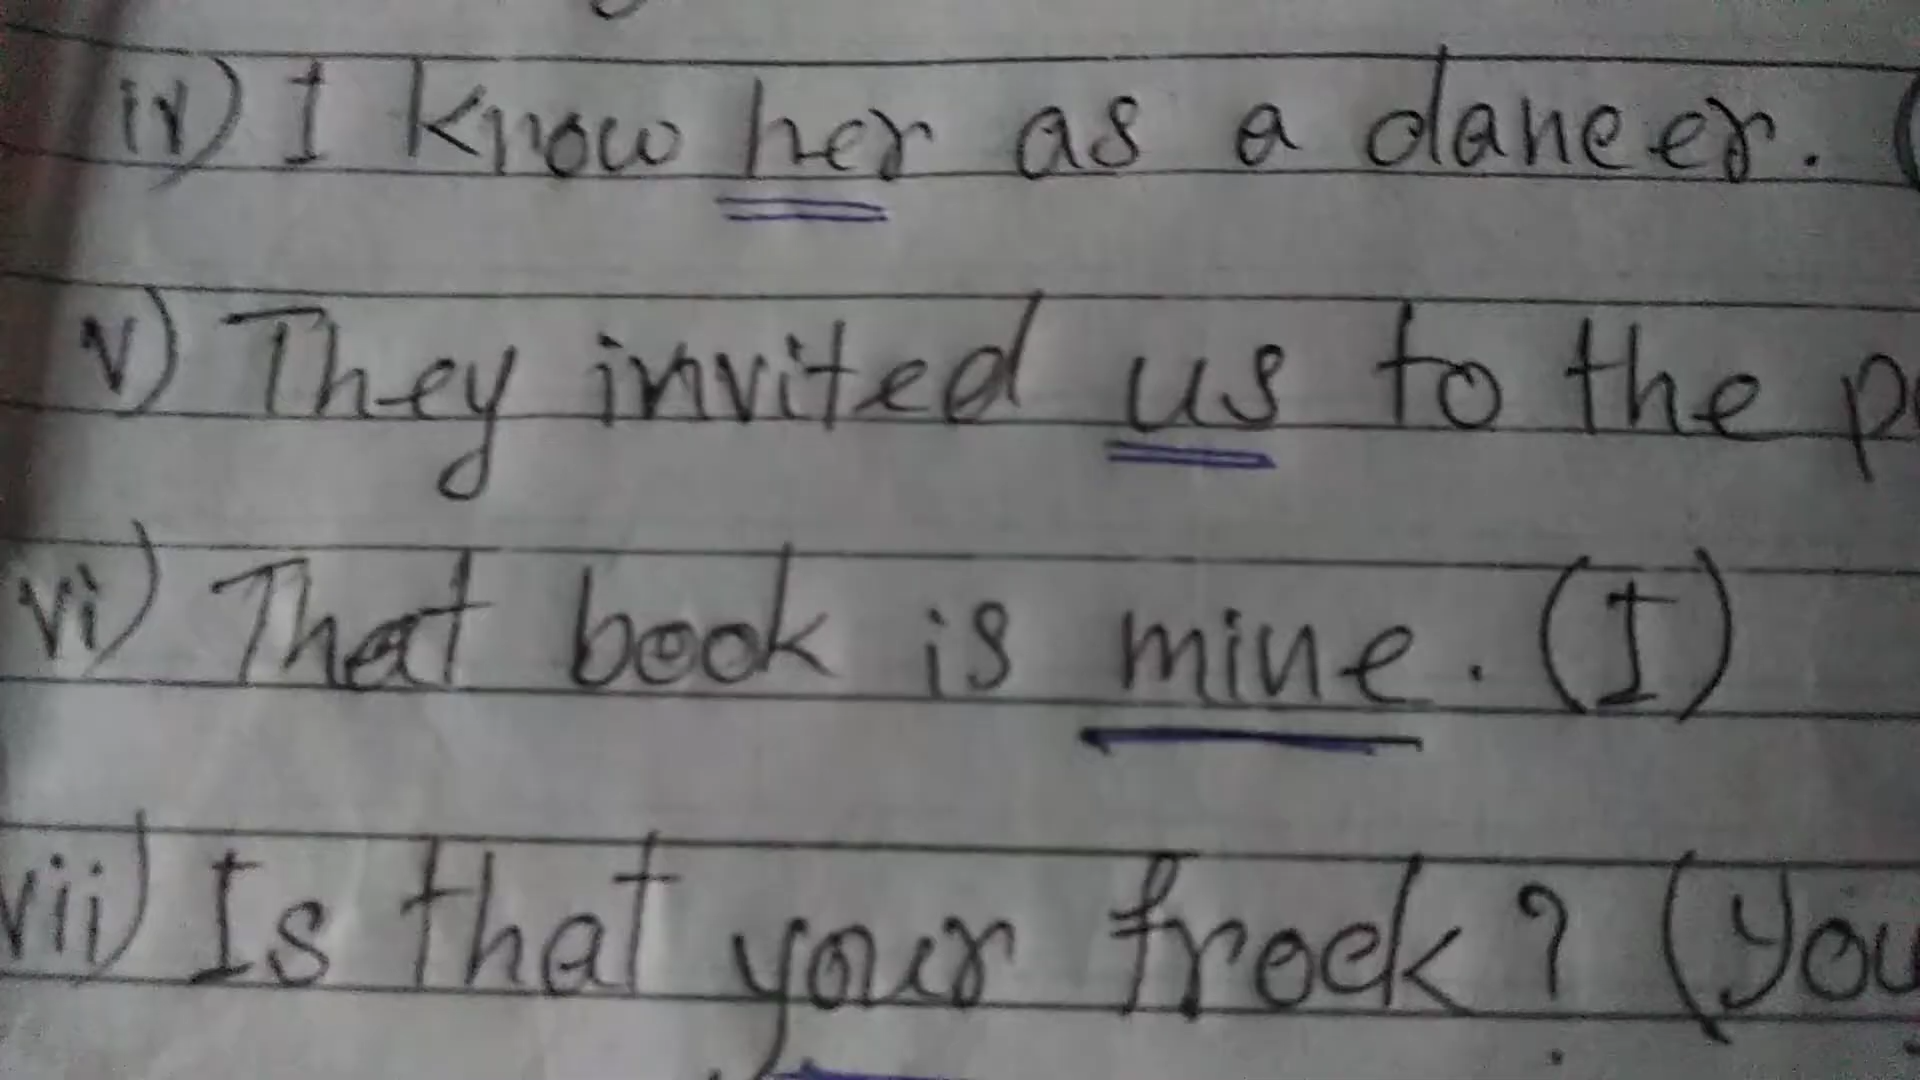 iv) I know her as a dancer. (
v) They invited us to the
vi) That book is mine. (I)
vii) Is that your frock? (you